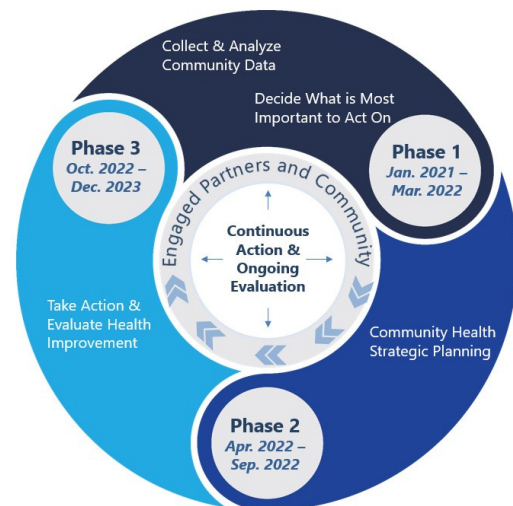 Collect & Analyze
Community Data
Decide What is Most
Important to Act On
Phase 1
Jan. 2021 –
Mar. 2022
Community Health
Strategic Planning
Phase 2
Apr. 2022 –
Sep. 2022
Take Action &
Evaluate Health
Improvement
Phase 3
Oct. 2022 –
Dec. 2023
Engaged Partners and Community
Continuous
Action &
Ongoing
Evaluation